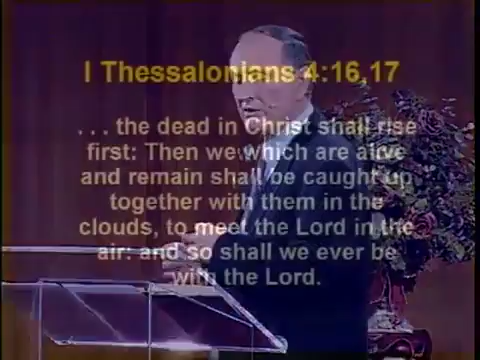 I Thessalonians 4:16,17
. . . the dead in Christ shall rise
first: Then we which are alive
and remain shall be caught up
together with them in the
clouds, to meet the Lord in the
air: and so shall we ever be
with the Lord.